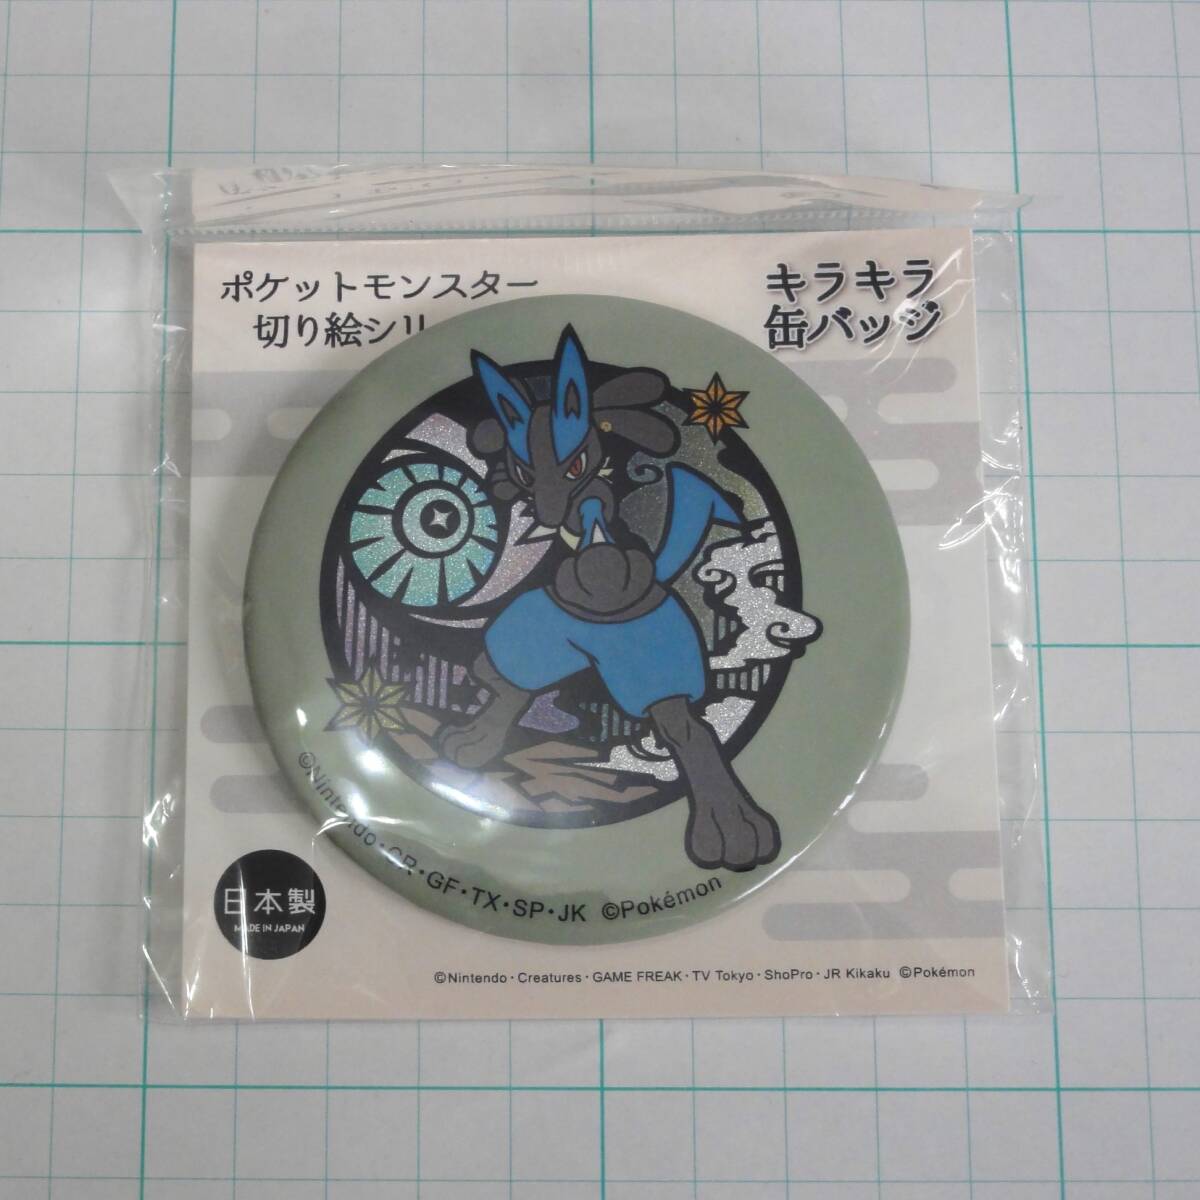 ポケットモンスター
切り絵シリ
キラキラ
缶バッジ
©Nintendo・CR・GF・TX・SP・JK ©Pokémon
日本製
MADE IN JAPAN
©Nintendo・Creatures・GAME FREAK・TV Tokyo・ShoPro・JR Kikaku ©Pokémon